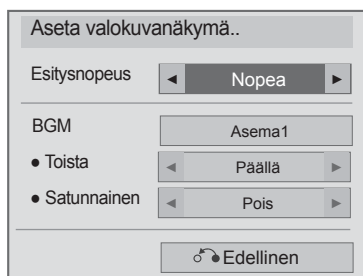 Aseta valokuvanäkymä..
Esitysnopeus ◄ Nopea ►
BGM Asema1
● Toista ◄ Päällä ►
● Satunnainen ◄ Pois ►
Edellinen